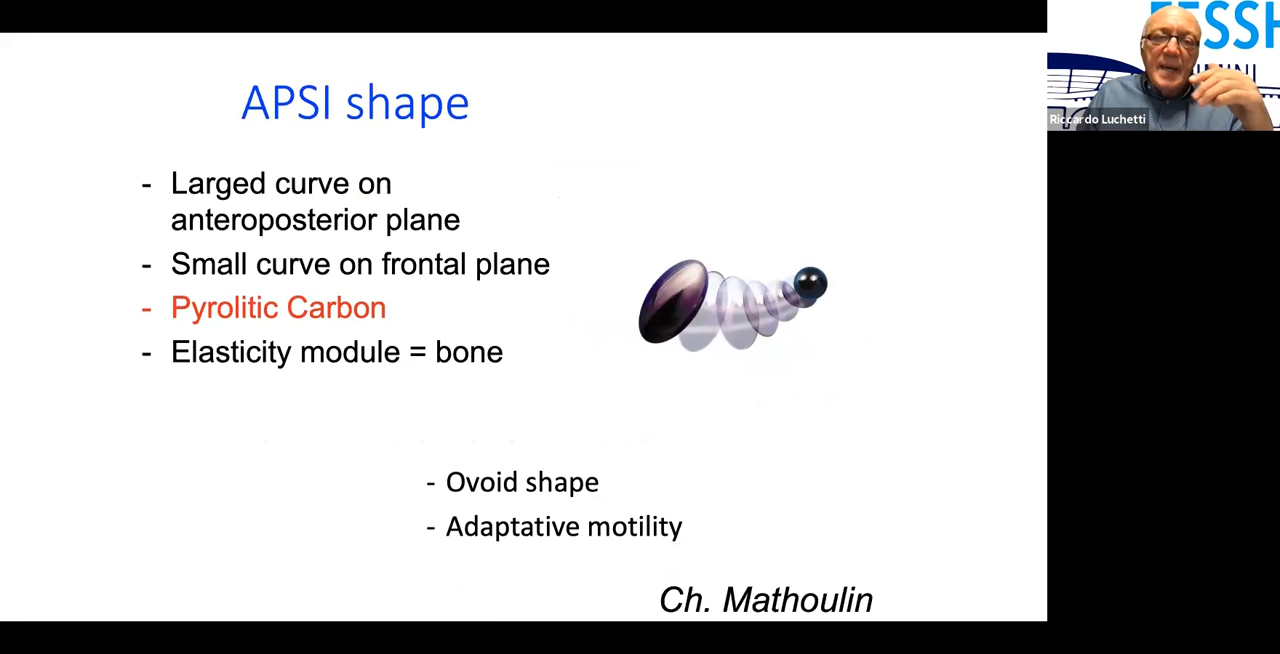 APSI shape
- Larged curve on
anteroposterior plane
- Small curve on frontal plane
- Pyrolitic Carbon
- Elasticity module = bone
- Ovoid shape
- Adaptative motility
Ch. Mathoulin
Riccardo Luchetti